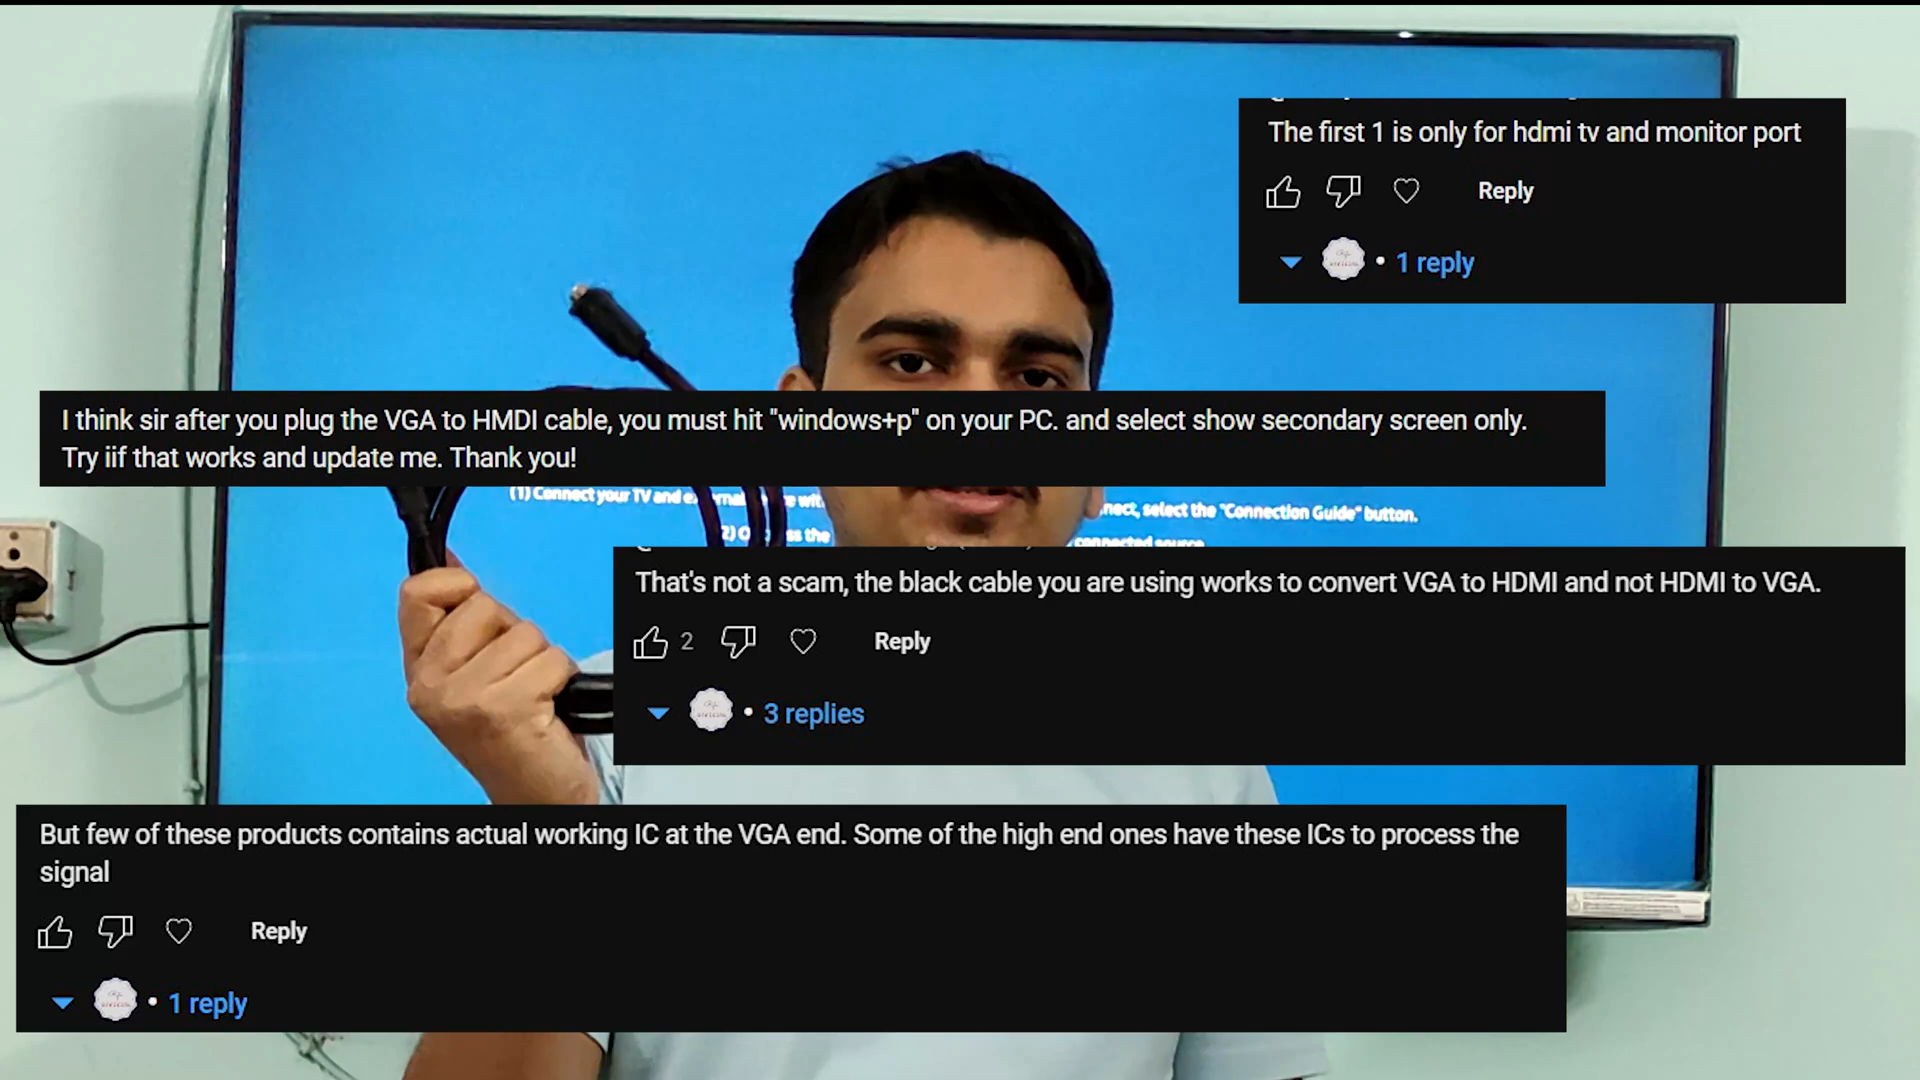 The first 1 is only for hdmi tv and monitor port
Reply
1 reply
I think sir after you plug the VGA to HMDI cable, you must hit "windows+p" on your PC. and select show secondary screen only.
Try iif that works and update me. Thank you!
(1) Connect your TV and
nect, select the "Connection Guide" button.
the
connected source
That's not a scam, the black cable you are using works to convert VGA to HDMI and not HDMI to VGA.
2
Reply
3 replies
But few of these products contains actual working IC at the VGA end. Some of the high end ones have these ICs to process the
signal
Reply
1 reply